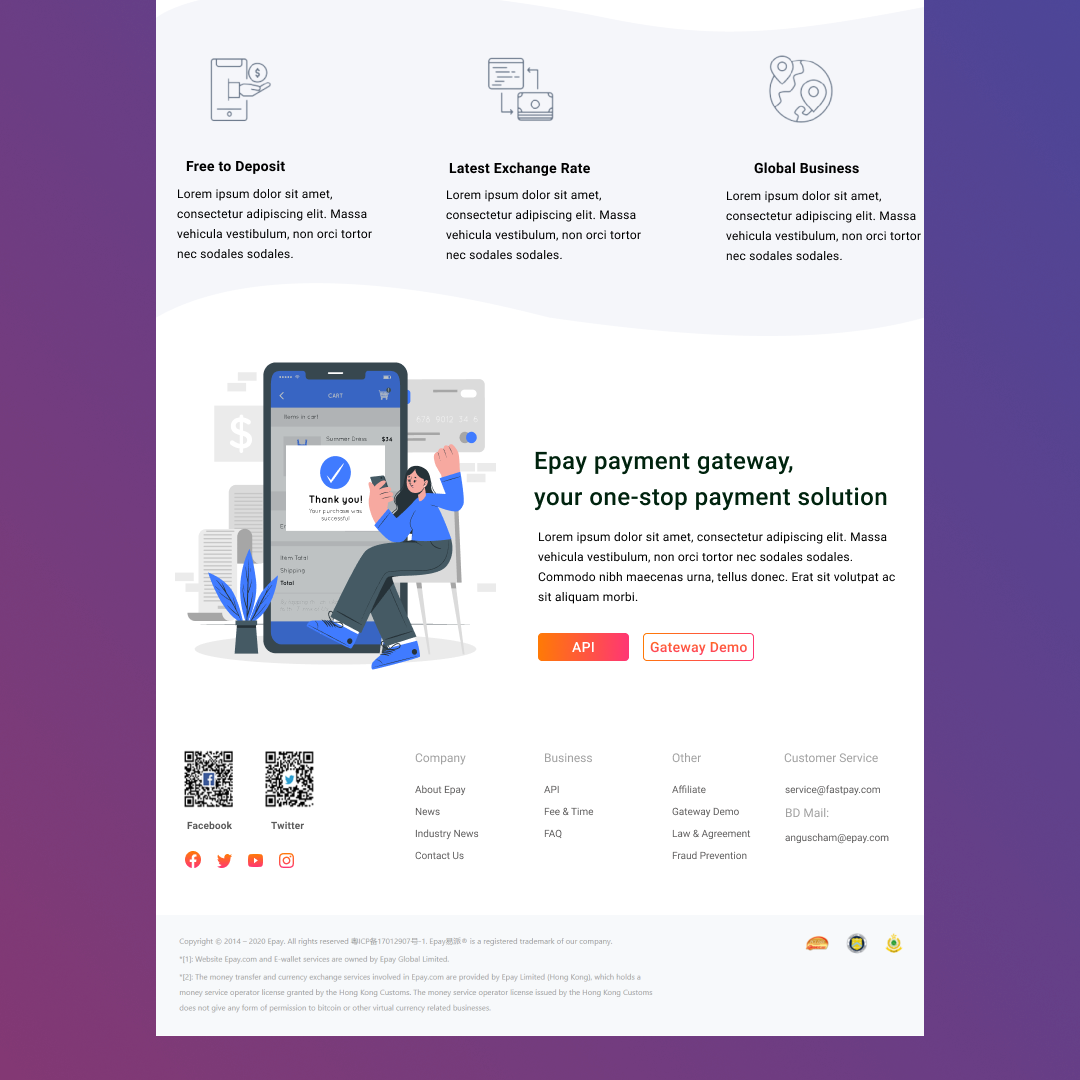 $
Free to Deposit
Lorem ipsum dolor sit amet,
consectetur adipiscing elit. Massa
vehicula vestibulum, non orci tortor
nec sodales sodales.
Latest Exchange Rate
Lorem ipsum dolor sit amet,
consectetur adipiscing elit. Massa
vehicula vestibulum, non orci tortor
nec sodales sodales.
Global Business
Lorem ipsum dolor sit amet,
consectetur adipiscing elit. Massa
vehicula vestibulum, non orci tortor
nec sodales sodales.
$
CART
Items in cart
Summer Dress $36
Thank you!
Your purchase was
successful
Item Total
Shipping
Total
9012
Epay payment gateway,
your one-stop payment solution
Lorem ipsum dolor sit amet, consectetur adipiscing elit. Massa
vehicula vestibulum, non orci tortor nec sodales sodales.
Commodo nibh maecenas urna, tellus donec. Erat sit volutpat ac
sit aliquam morbi.
API
Gateway Demo
Facebook
Twitter
Company
About Epay
News
Industry News
Contact Us
Business
API
Fee & Time
FAQ
Other
Affiliate
Gateway Demo
Law & Agreement
Fraud Prevention
Customer Service
service@fastpay.com
BD Mail:
anguscham@epay.com
Copyright © 2014 – 2020 Epay. All rights reserved 粤ICP备17012907号-1. Epay慝派® is a registered trademark of our company.
*[1]: Website Epay.com and E-wallet services are owned by Epay Global Limited.
*[2]: The money transfer and currency exchange services involved in Epay.com are provided by Epay Limited (Hong Kong), which holds a
money service operator license granted by the Hong Kong Customs. The money service operator license issued by the Hong Kong Customs
does not give any form of permission to bitcoin or other virtual currency related businesses.